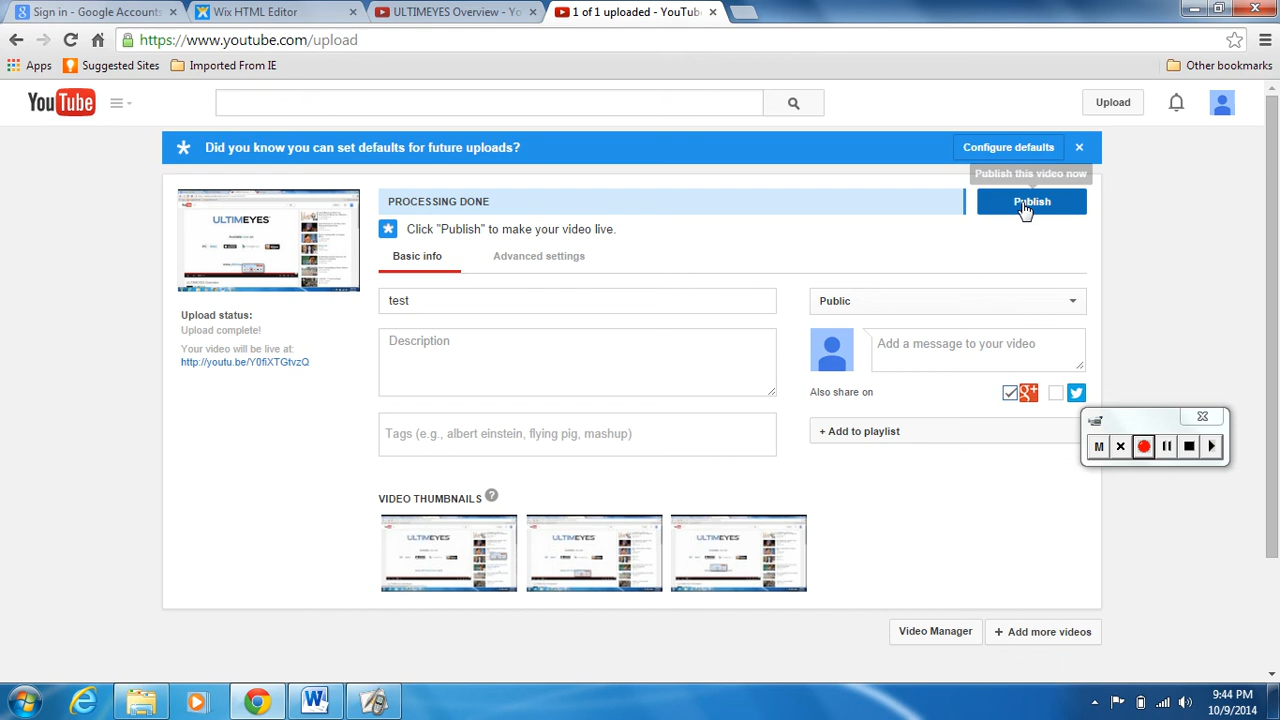 Sign in - Google Accounts
Wix HTML Editor
ULTIMEYES Overview - Yo
1 of 1 uploaded - YouTube
https://www.youtube.com/upload
Apps
Suggested Sites
Imported From IE
Other bookmarks
YouTube
Upload
Did you know you can set defaults for future uploads?
Configure defaults
Publish this video now
PROCESSING DONE
Publish
Click "Publish" to make your video live.
Basic info
Advanced settings
ULTIMEYES
Upload status:
Upload complete!
Your video will be live at:
http://youtu.be/Y0fiXTGtvzQ
test
Public
Description
Add a message to your video
Also share on
Tags (e.g., albert einstein, flying pig, mashup)
+ Add to playlist
M
VIDEO THUMBNAILS ?
ULTIMEYES
ULTIMEYES
ULTIMEYES
Video Manager
+ Add more videos
9:44 PM
10/9/2014